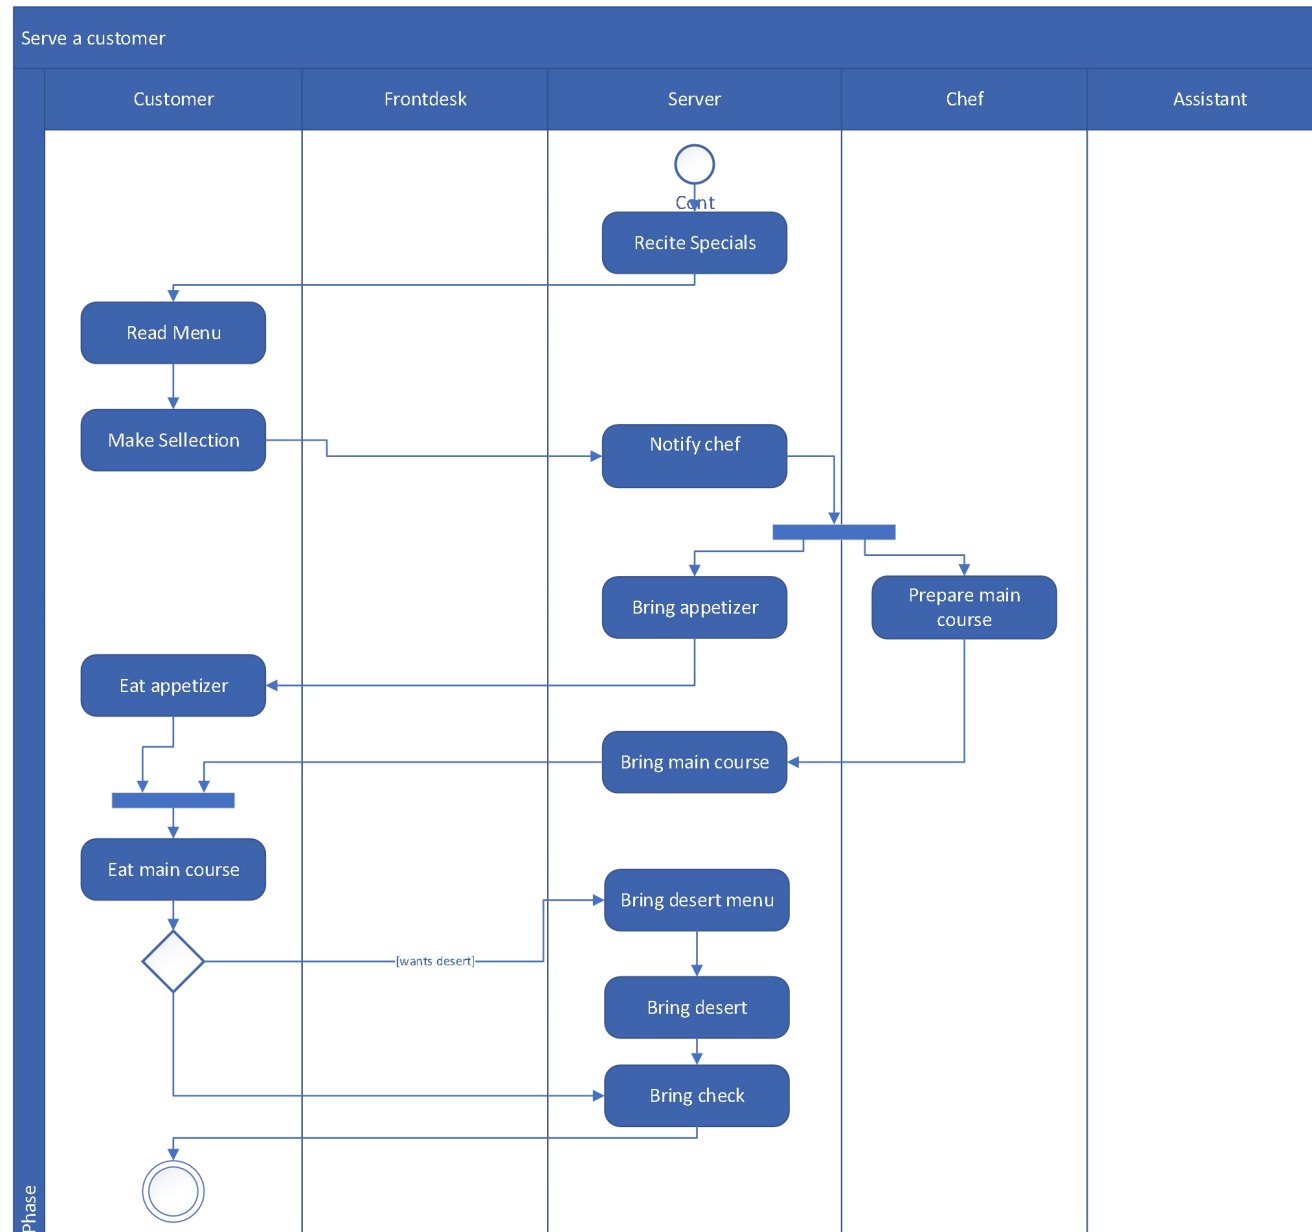 Serve a customer
Customer
Frontdesk
Server
Chef
Assistant
Cont
Recite Specials
Read Menu
Make Sellection
Notify chef
Bring appetizer
Prepare main
course
Eat appetizer
Bring main course
Eat main course
Bring desert menu
[wants desert]
Bring desert
Bring check
Phase